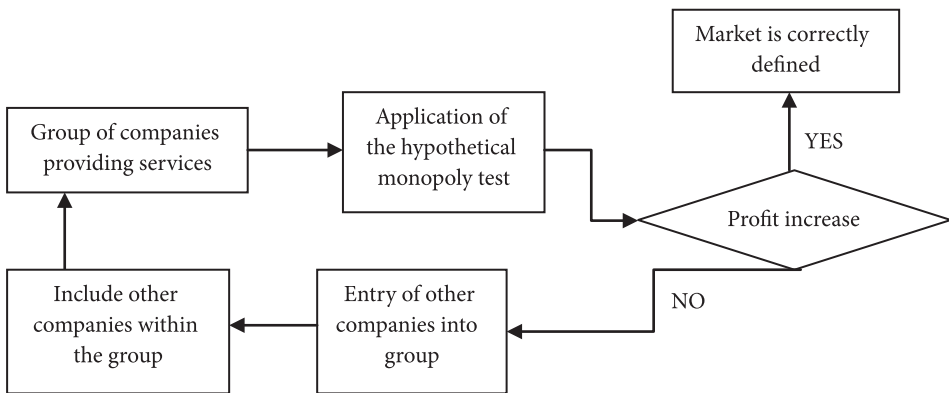 Market is correctly
defined
Group of companies
providing services
Application of
the hypothetical
monopoly test
YES
Profit increase
Include other
companies within
the group
Entry of other
companies into
group
NO